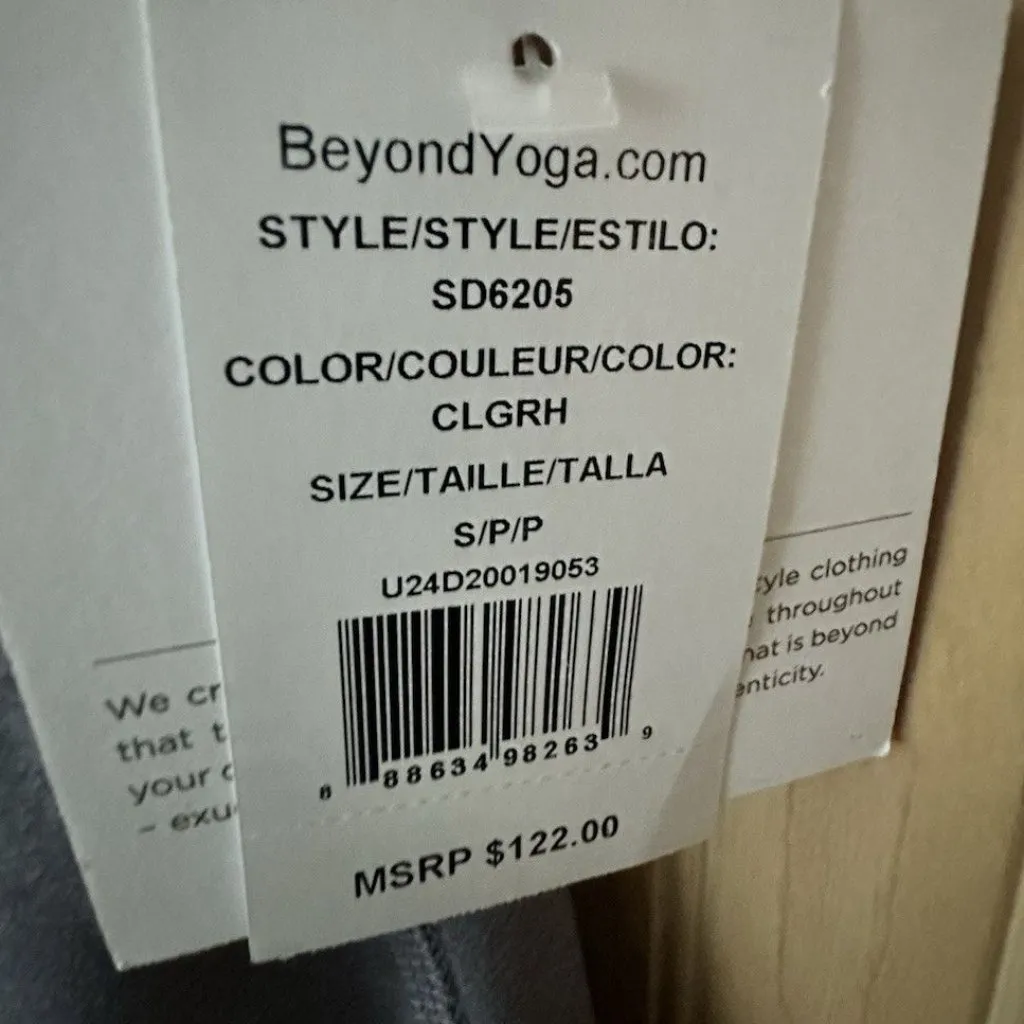 BeyondYoga.com
STYLE/STYLE/ESTILO:
SD6205
COLOR/COULEUR/COLOR:
CLGRH
SIZE/TAILLE/TALLA
S/P/P
U24D20019053
8 88634 98263 9
MSRP $122.00
We cr
that t
your
– exu
yle clothing
throughout
hat is beyond
enticity.